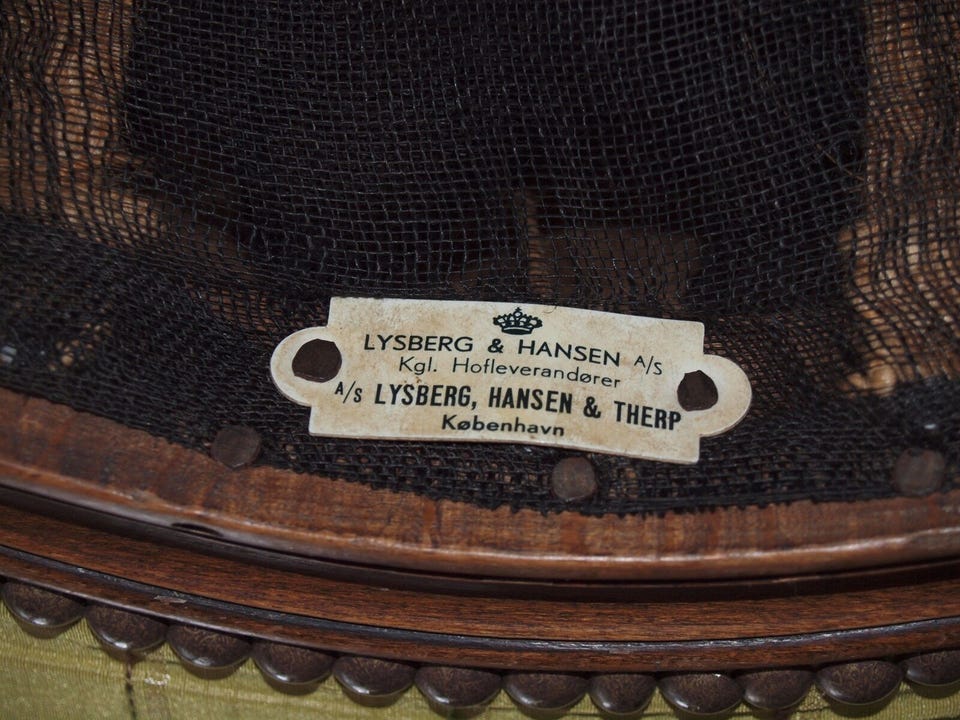 LYSBERG & HANSEN A/s
Kgl. Hofleverandører
A/s LYSBERG, HANSEN & THERP
København